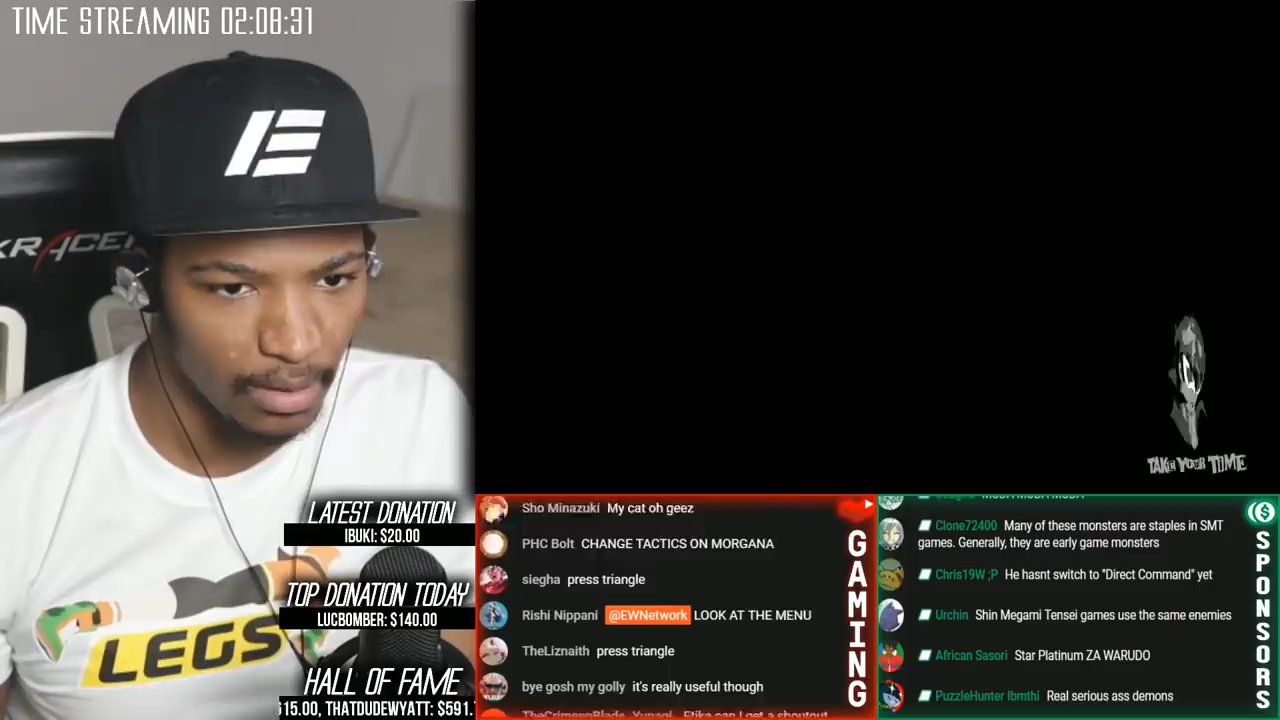 TIME STREAMING 02:08:31
KRACE
LEGS
LATEST DONATION
IBUKI: $20.00
TOP DONATION TODAY
LUCBOMBER: $140.00
HALL OF FAME
$15.00, THATDUDEWYATT: $591.
TAKE YOUR TIME
Sho Minazuki My cat oh geez
PHC Bolt CHANGE TACTICS ON MORGANA
siegha press triangle
Rishi Nippani @EWNetwork LOOK AT THE MENU
TheLiznaith press triangle
bye gosh my golly it's really useful though
GAMING
Clone72400 Many of these monsters are staples in SMT
games. Generally, they are early game monsters
Chris19W ;P He hasnt switch to "Direct Command" yet
Urchin Shin Megami Tensei games use the same enemies
African Sasori Star Platinum ZA WARUDO
PuzzleHunter Ibmthi Real serious ass demons
SPONSORS